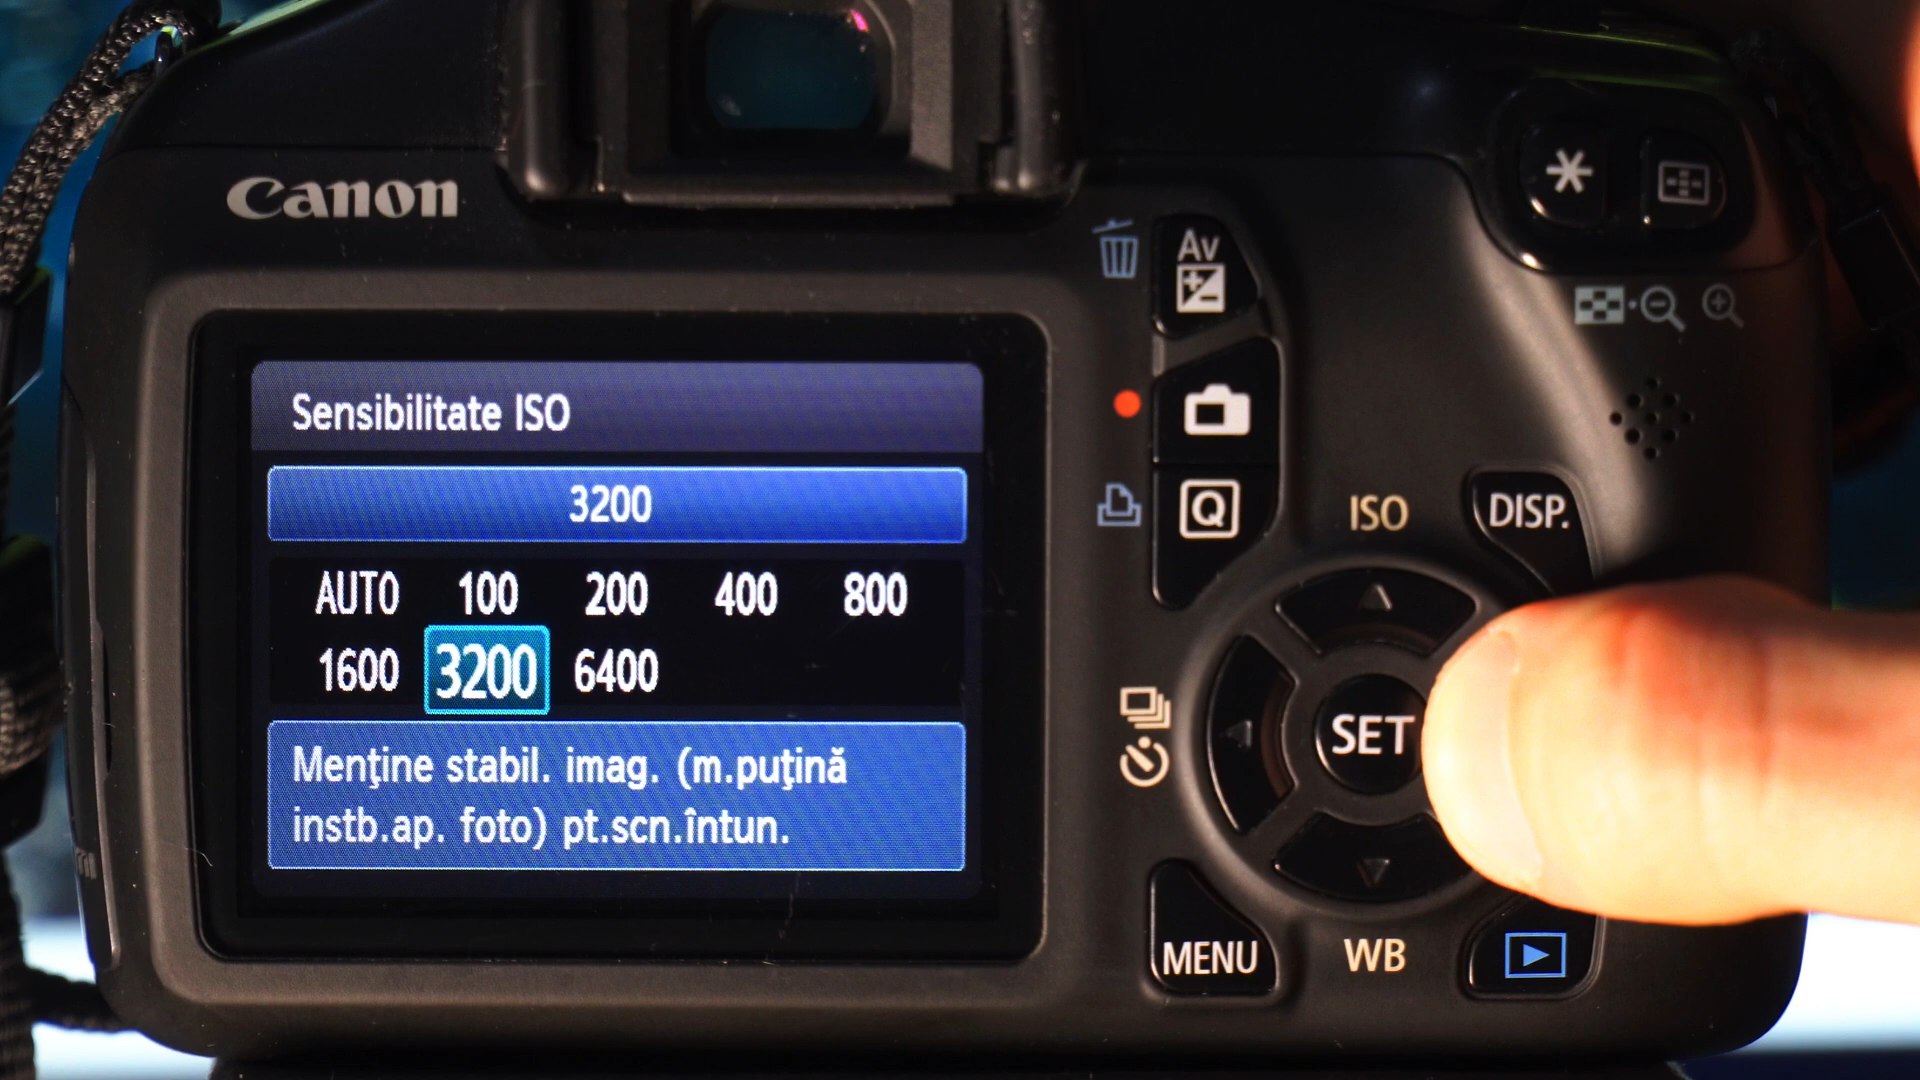 Canon
Av
Sensibilitate ISO
3200
AUTO 100 200 400 800
1600 3200 6400
Menţine stabil. imag. (m.puţină
instb.ap. foto) pt.scn.întun.
Q
ISO
DISP.
SET
MENU
WB